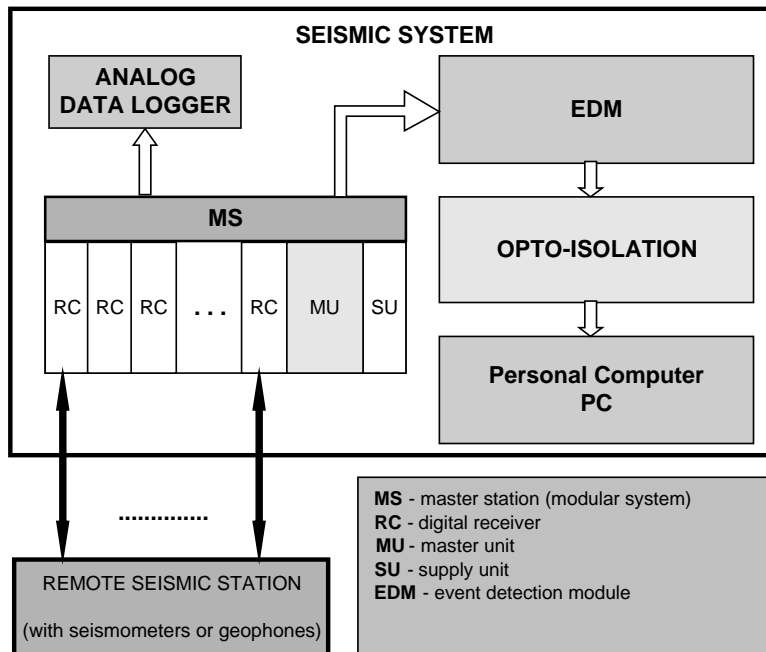 SEISMIC SYSTEM
ANALOG
DATA LOGGER
EDM
MS
OPTO-ISOLATION
RC RC RC . . . RC MU SU
Personal Computer
PC
..............
REMOTE SEISMIC STATION
(with seismometers or geophones)
MS - master station (modular system)
RC - digital receiver
MU - master unit
SU - supply unit
EDM - event detection module